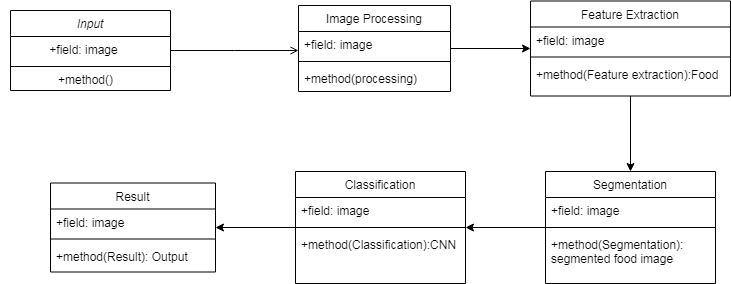 Input
+field: image
+method()
Image Processing
+field: image
+method(processing)
Feature Extraction
+field: image
+method(Feature extraction):Food
Result
+field: image
+method(Result): Output
Classification
+field: image
+method(Classification):CNN
Segmentation
+field: image
+method(Segmentation):
segmented food image